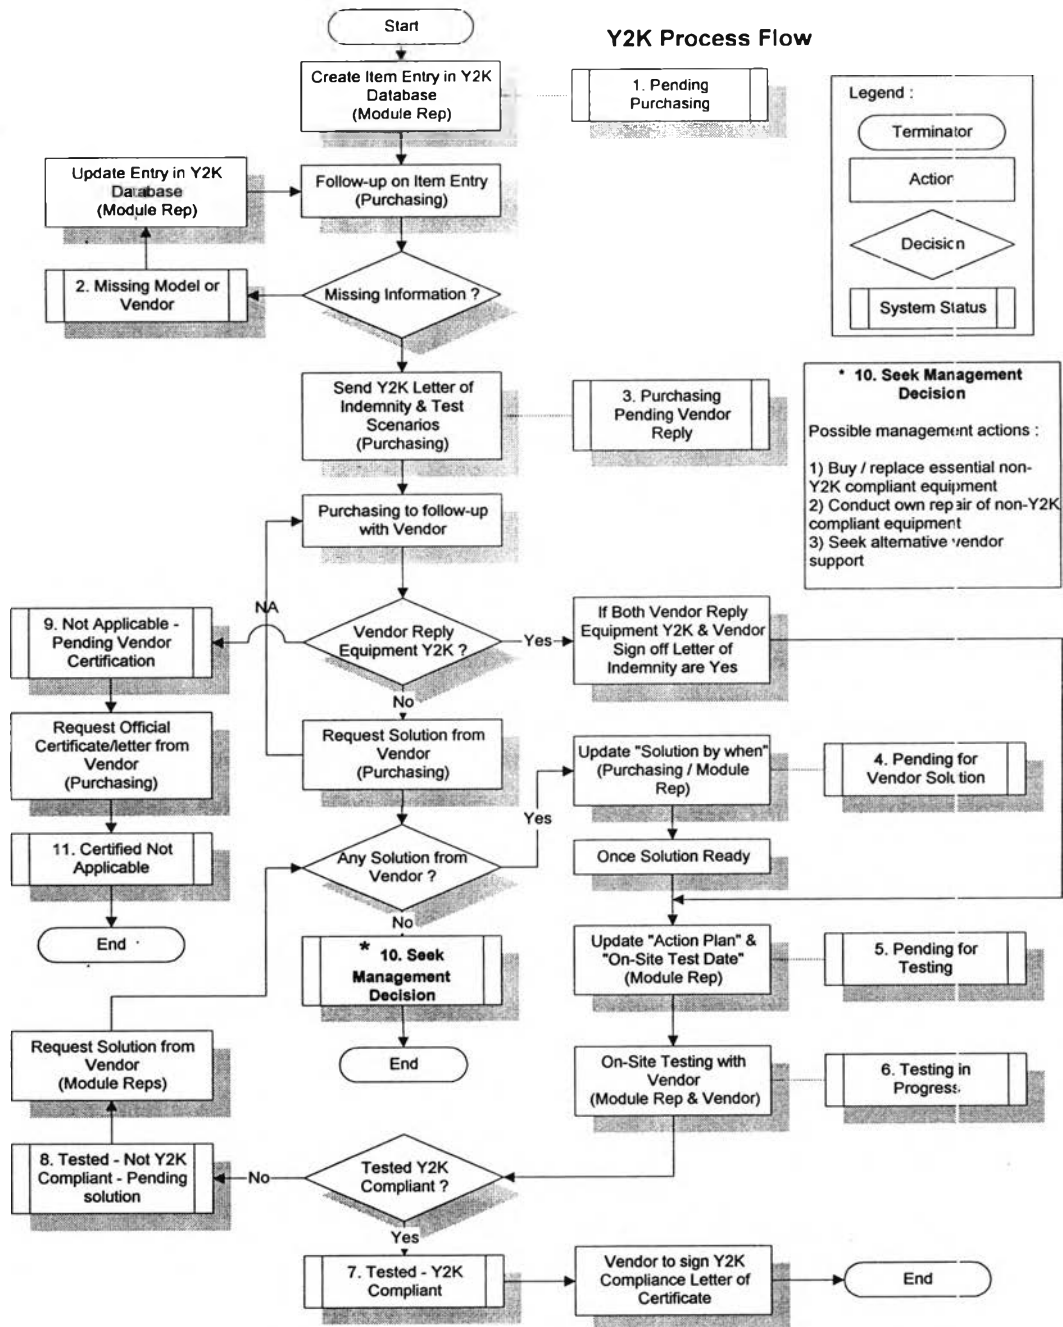 Start
Y2K Process Flow
Create Item Entry in Y2K
Database
(Module Rep)
1. Pending
Purchasing
Legend :
Terminator
Action
Decision
System Status
Update Entry in Y2K
Database
(Module Rep)
Follow-up on Item Entry
(Purchasing)
2. Missing Model or
Vendor
Missing Information ?
Send Y2K Letter of
Indemnity & Test
Scenarios
(Purchasing)
3. Purchasing
Pending Vendor
Reply
* 10. Seek Management
Decision
Possible management actions :
1) Buy / replace essential non-
Y2K compliant equipment
2) Conduct own repair of non-Y2K
compliant equipment
3) Seek alternative vendor
support
Purchasing to follow-up
with Vendor
NA
9. Not Applicable -
Pending Vendor
Certification
Vendor Reply
Equipment Y2K ?
Yes
If Both Vendor Reply
Equipment Y2K & Vendor
Sign off Letter of
Indemnity are Yes
No
Request Official
Certificate/letter from
Vendor
(Purchasing)
Request Solution from
Vendor
(Purchasing)
Update "Solution by when"
(Purchasing / Module
Rep)
4. Pending for
Vendor Solution
Yes
11. Certified Not
Applicable
Any Solution from
Vendor ?
Once Solution Ready
No
End
* 10. Seek
Management
Decision
Update "Action Plan" &
"On-Site Test Date"
(Module Rep)
5. Pending for
Testing
Request Solution from
Vendor
(Module Reps)
End
On-Site Testing with
Vendor
(Module Rep & Vendor)
6. Testing in
Progress
8. Tested - Not Y2K
Compliant - Pending
solution
No
Tested Y2K
Compliant ?
Yes
7. Tested - Y2K
Compliant
Vendor to sign Y2K
Compliance Letter of
Certificate
End